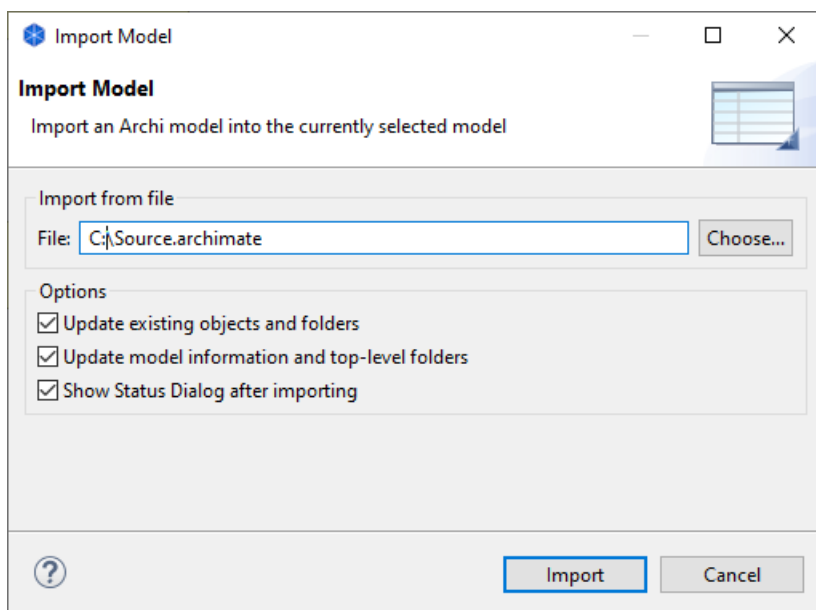 Import Model
Import Model
Import an Archi model into the currently selected model
Import from file
File: C:\Source.archimate Choose...
Options
Update existing objects and folders
Update model information and top-level folders
Show Status Dialog after importing
? Import Cancel